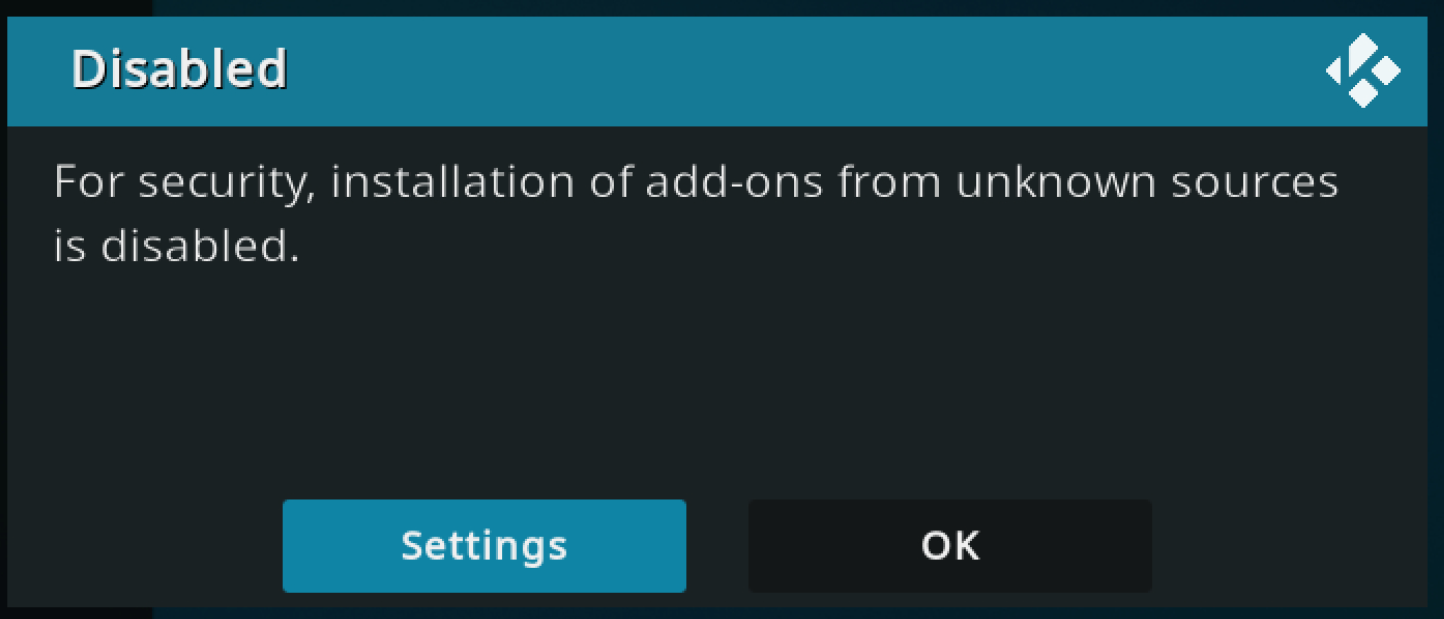 Disabled
For security, installation of add-ons from unknown sources
is disabled.
Settings
OK